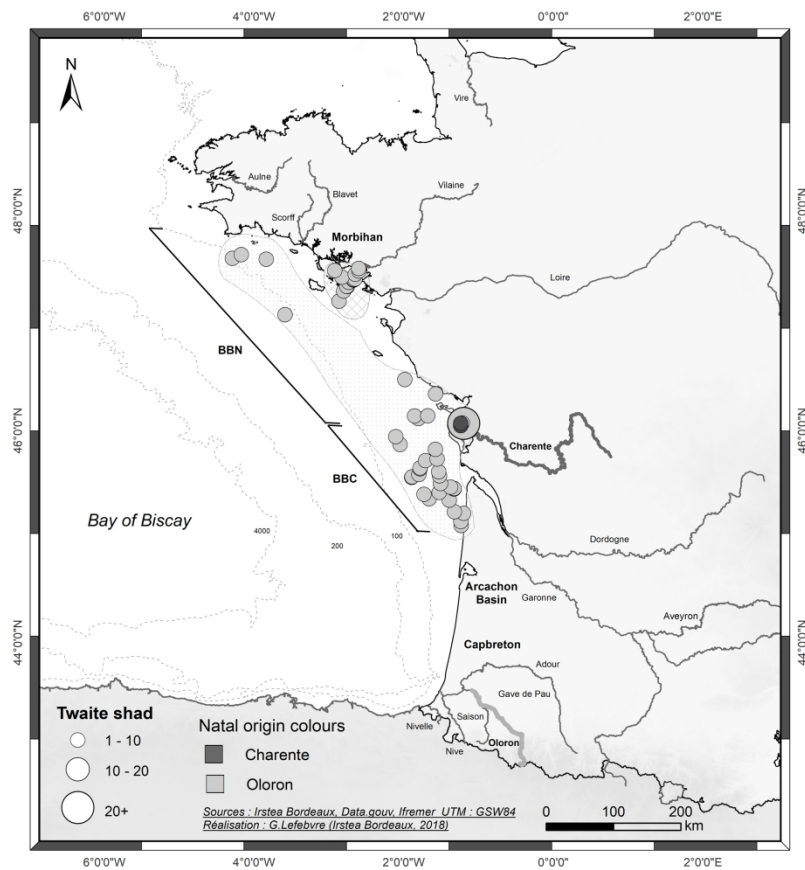 6°0'0"W 4°0'0"W 2°0'0"W 0°0'0" 2°0'0"E
N
Vire
Aulne
Blavet
Vilaine
Scorff
48°0'0"N
48°0'0"N
Morbihan
Loire
BBN
46°0'0"N
46°0'0"N
Charente
BBC
Bay of Biscay
4000
200
100
Dordogne
Arcachon
Basin
Garonne
Aveyron
44°0'0"N
44°0'0"N
Capbreton
Adour
Gave de Pau
Saison
Nivelle
Oloron
Nive
Twaite shad
1 - 10
10 - 20
20+
Natal origin colours
Charente
Oloron
Sources : Irstea Bordeaux, Data.gouv, Ifremer UTM : GSW84
Réalisation : G.Lefebvre (Irstea Bordeaux, 2018)
0 100 200
km
6°0'0"W 4°0'0"W 2°0'0"W 0°0'0" 2°0'0"E